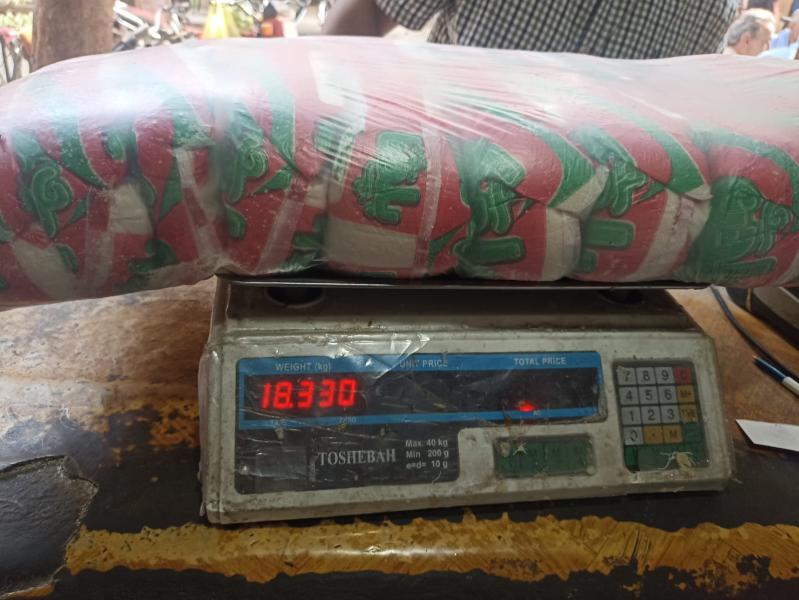 WEIGHT (kg)
UNIT PRICE
TOTAL PRICE
18.330
TOSHEBAH
Max. 40 kg
Min 200 g
e=d= 10 g
7 8 9 C
4 5 6 M+
1 2 3
0 . M